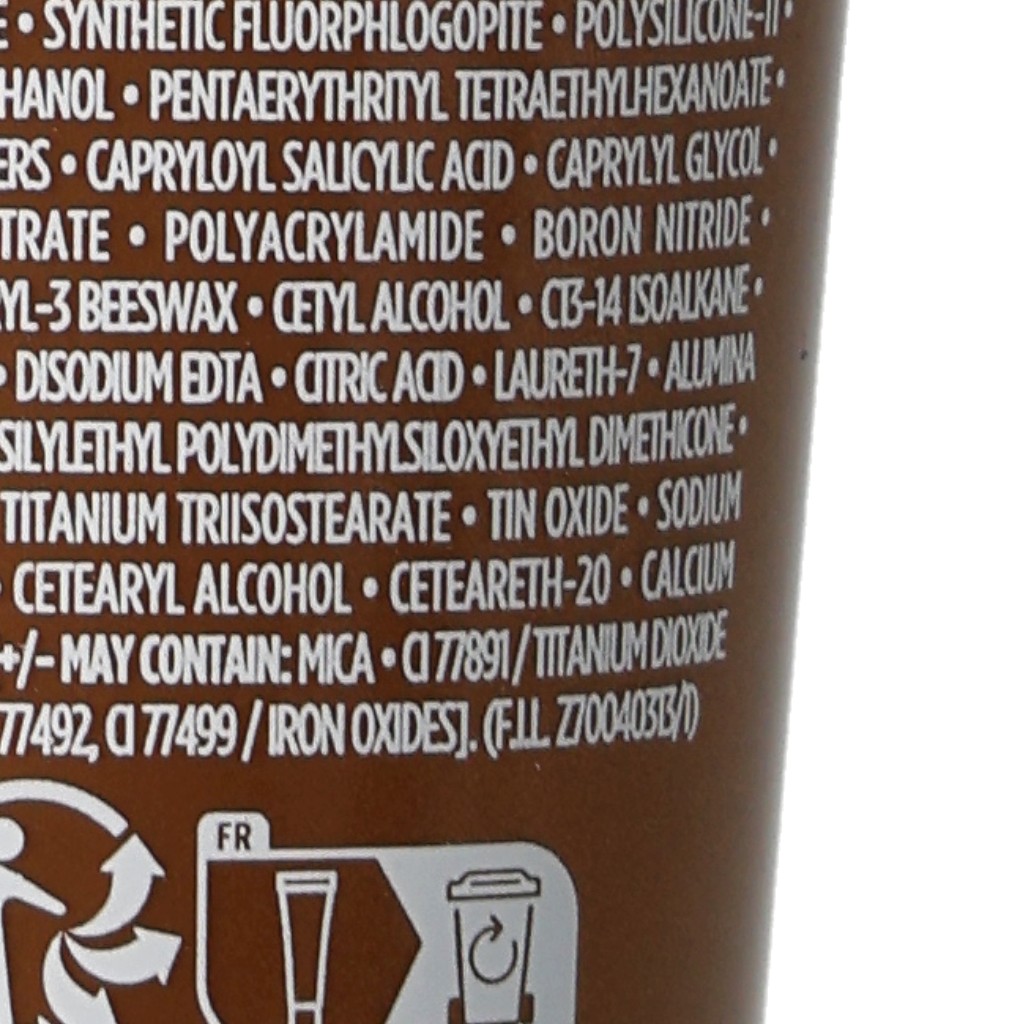 • SYNTHETIC FLUORPHLOGOPITE • POLYSILICONE-11 •
HANOL • PENTAERYTHRITYL TETRAETHYLHEXANOATE •
ERS • CAPRYLOYL SALICYLIC ACID • CAPRYLYL GLYCOL •
TRATE • POLYACRYLAMIDE • BORON NITRIDE •
YL-3 BEESWAX • CETYL ALCOHOL • C13-14 ISOALKANE •
• DISODIUM EDTA • CITRIC ACID • LAURETH-7 • ALUMINA
SILYLETHYL POLYDIMETHYLSILOXYETHYL DIMETHICONE •
TITANIUM TRIISOSTEARATE • TIN OXIDE • SODIUM
• CETEARYL ALCOHOL • CETEARETH-20 • CALCIUM
+/- MAY CONTAIN: MICA • CI 77891 / TITANIUM DIOXIDE
77492, CI 77499 / IRON OXIDES]. (F.I.L. Z70040313/1)
FR